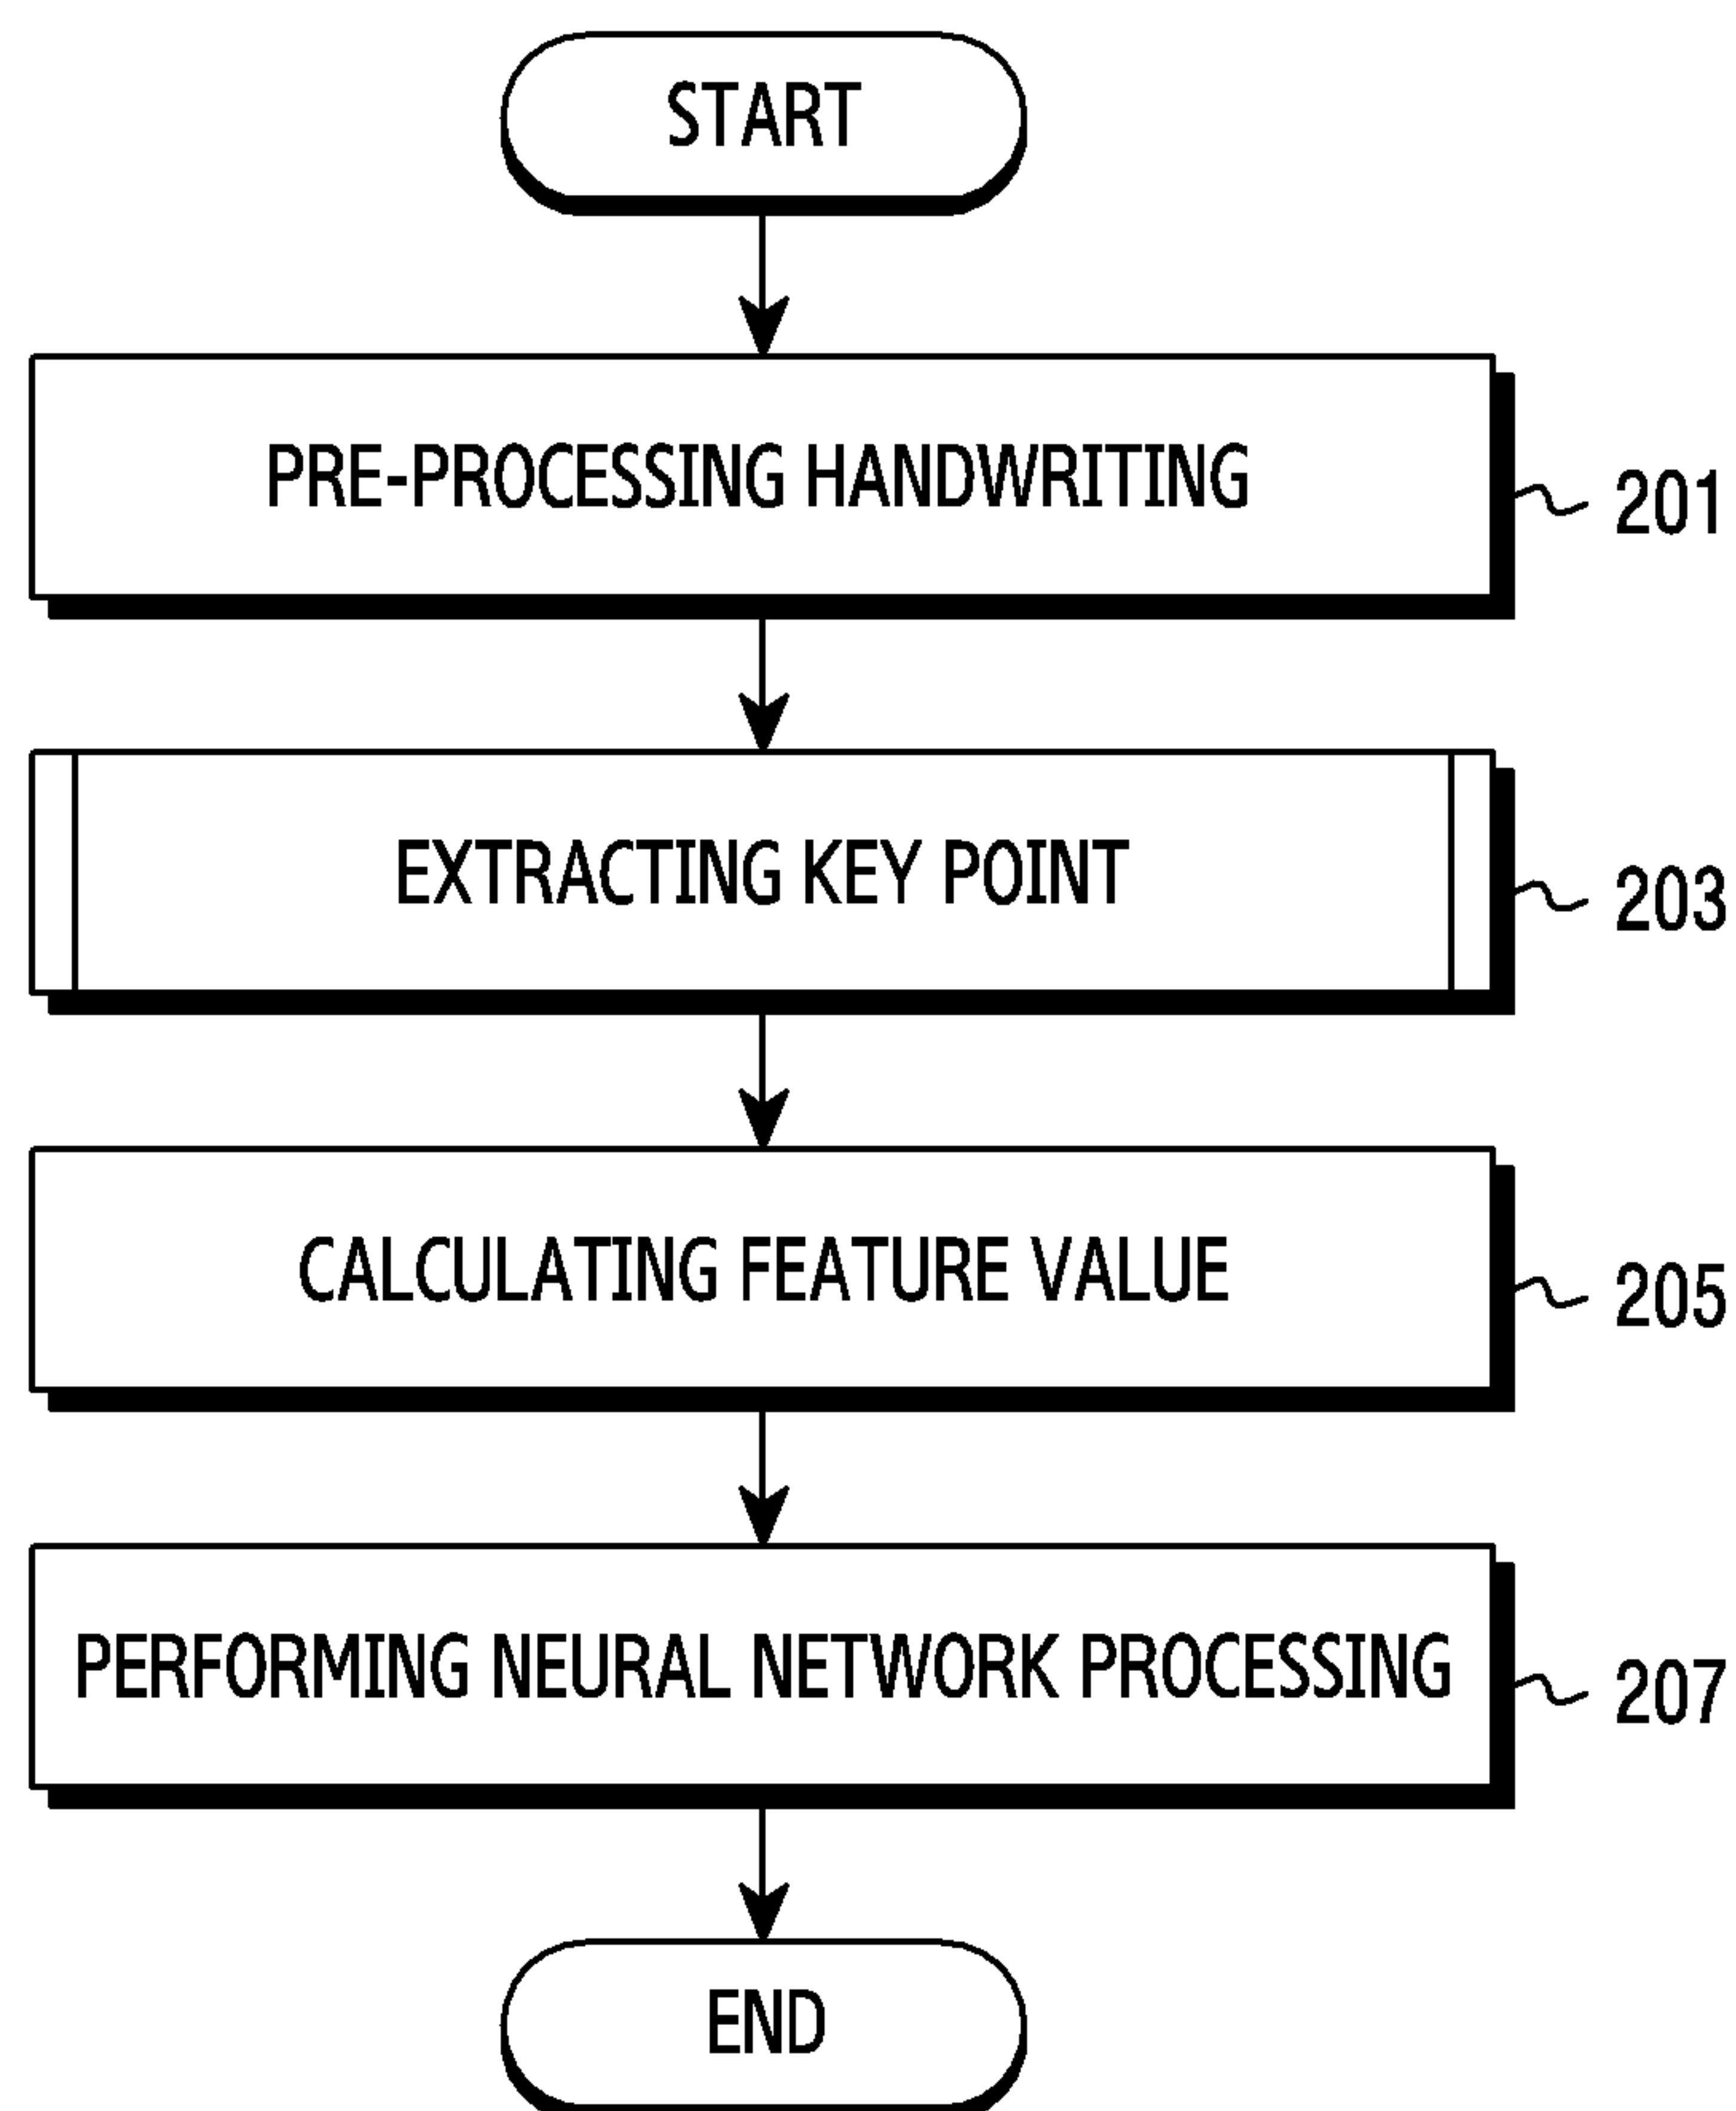 START
PRE-PROCESSING HANDWRITING
201
EXTRACTING KEY POINT
203
CALCULATING FEATURE VALUE
205
PERFORMING NEURAL NETWORK PROCESSING
207
END